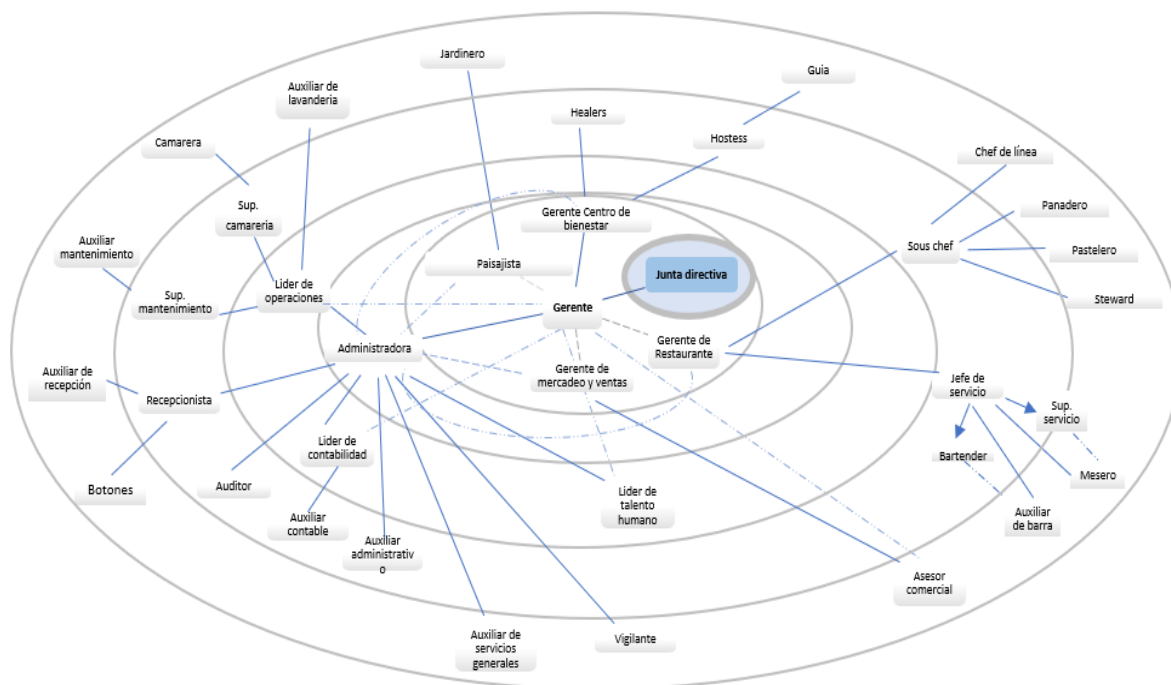 Jardinero
Guia
Auxiliar de
lavanderia
Healers
Camarera
Hostess
Chef de línea
Sup.
camareria
Gerente Centro de
bienestar
Panadero
Auxiliar
mantenimiento
Sous chef
Pastelero
Paisajista
Junta directiva
Lider de
operaciones
Sup.
mantenimiento
Steward
Gerente
Administradora
Gerente de
Restaurante
Auxiliar de
recepción
Gerente de
mercadeo y ventas
Jefe de
servicio
Recepcionista
Sup.
servicio
Lider de
contabilidad
Bartender
Mesero
Botones
Auditor
Lider de
talento
humano
Auxiliar
de barra
Auxiliar
contable
Auxiliar
administrativ
o
Asesor
comercial
Auxiliar de
servicios
generales
Vigilante